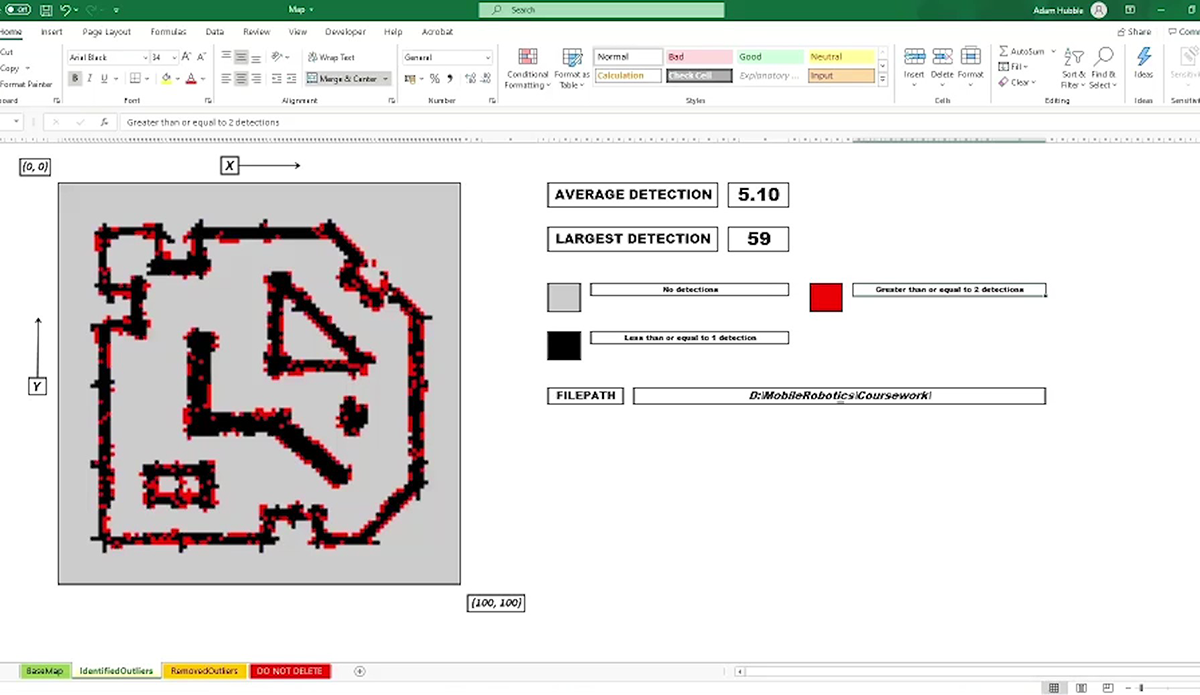 Off
Map
Search
Adam Hubble
Home Insert Page Layout Formulas Data Review View Developer Help Acrobat
Share
Cut
Copy
Format Painter
Arial Black 34
Wrap Text
General
Merge & Center
Conditional Formatting
Format as Table
Normal Bad Good Neutral
Calculation Check Cell Explanatory ... Input
Insert Delete Format
AutoSum
Fill
Clear
Sort & Filter
Find & Select
Ideas
Font Alignment Number Styles Cells Editing Ideas
Greater than or equal to 2 detections
(0, 0)
X
AVERAGE DETECTION 5.10
LARGEST DETECTION 59
No detections
Greater than or equal to 2 detections
Less than or equal to 1 detection
Y
FILEPATH D:\MobileRobotics\Coursework\
(100, 100)
BaseMap IdentifiedOutliers RemovedOutliers DO NOT DELETE